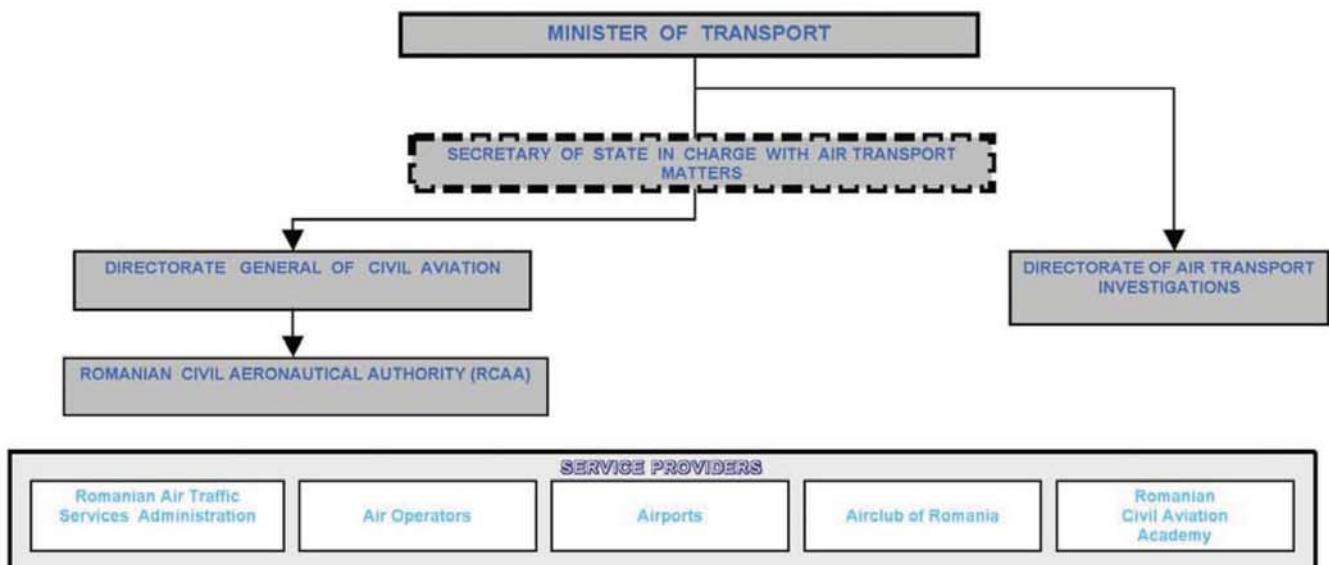 MINISTER OF TRANSPORT
SECRETARY OF STATE IN CHARGE WITH AIR TRANSPORT
MATTERS
DIRECTORATE GENERAL OF CIVIL AVIATION
DIRECTORATE OF AIR TRANSPORT
INVESTIGATIONS
ROMANIAN CIVIL AERONAUTICAL AUTHORITY (RCAA)
SERVICE PROVIDERS
Romanian Air Traffic
Services Administration
Air Operators
Airports
Airclub of Romania
Romanian
Civil Aviation
Academy